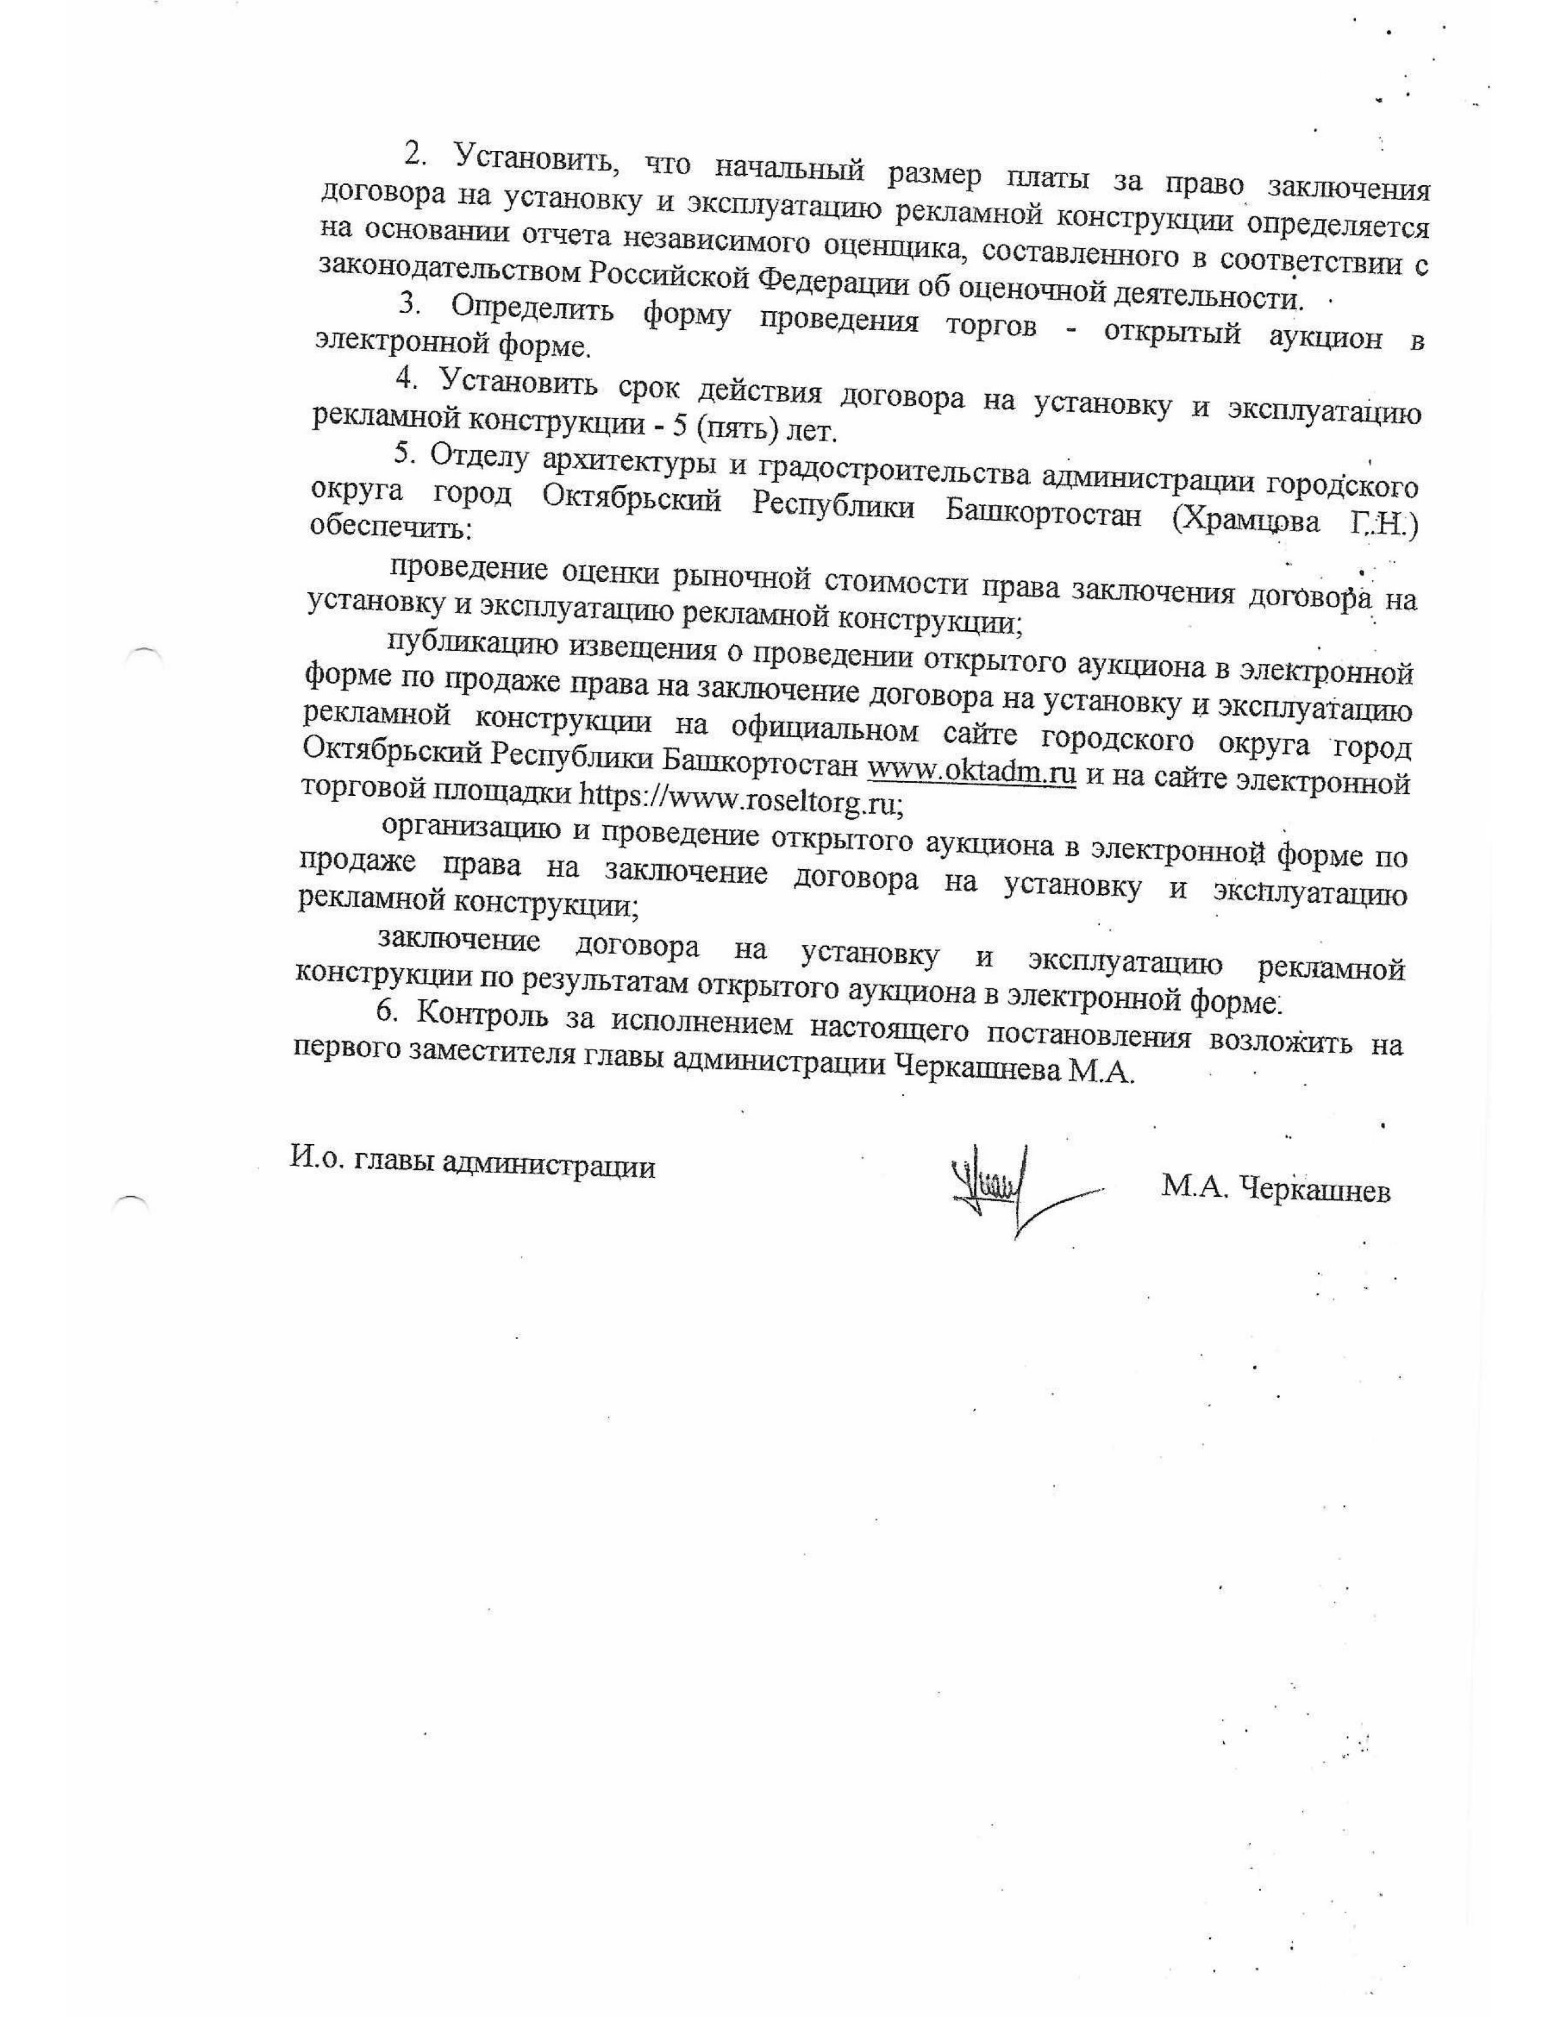 2. Установить, что начальный размер платы за право заключения
договора на установку и эксплуатацию рекламной конструкции определяется
на основании отчета независимого оценщика, составленного в соответствии с
законодательством Российской Федерации об оценочной деятельности.
3. Определить форму проведения торгов - открытый аукцион в
электронной форме.
4. Установить срок действия договора на установку и эксплуатацию
рекламной конструкции - 5 (пять) лет.
5. Отделу архитектуры и градостроительства администрации городского
округа город Октябрьский Республики Башкортостан (Храмцова Г.Н.)
обеспечить:
проведение оценки рыночной стоимости права заключения договора на
установку и эксплуатацию рекламной конструкции;
публикацию извещения о проведении открытого аукциона в электронной
форме по продаже права на заключение договора на установку и эксплуатацию
рекламной конструкции на официальном сайте городского округа город
Октябрьский Республики Башкортостан www.oktadm.ru и на сайте электронной
торговой площадки https://www.roseltorg.ru;
организацию и проведение открытого аукциона в электронной форме по
продаже права на заключение договора на установку и эксплуатацию
рекламной конструкции;
заключение договора на установку и эксплуатацию рекламной
конструкции по результатам открытого аукциона в электронной форме.
6. Контроль за исполнением настоящего постановления возложить на
первого заместителя главы администрации Черкашнева М.А.
И.о. главы администрации М.А. Черкашнев